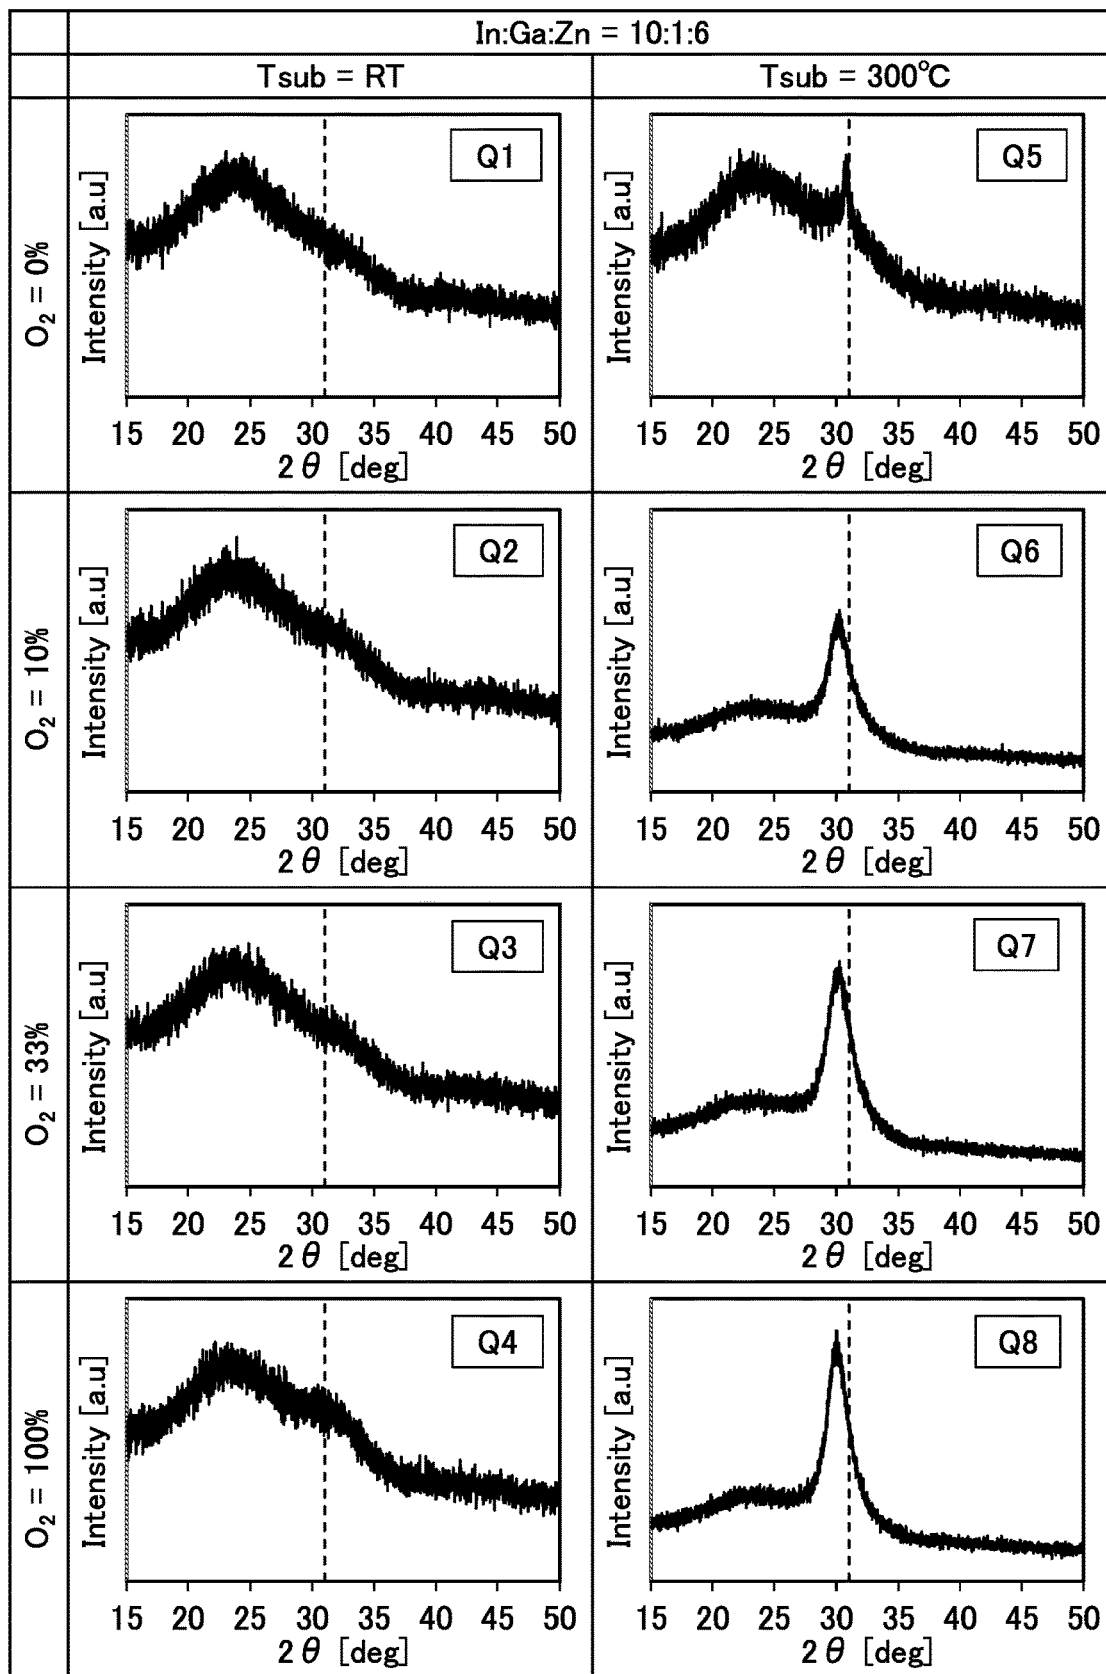 In:Ga:Zn = 10:1:6
Tsub = RT
Tsub = 300℃
O₂ = 0%
Intensity [a.u]
Q1
15 20 25 30 35 40 45 50
2θ [deg]
Intensity [a.u]
Q5
15 20 25 30 35 40 45 50
2θ [deg]
O₂ = 10%
Intensity [a.u]
Q2
15 20 25 30 35 40 45 50
2θ [deg]
Intensity [a.u]
Q6
15 20 25 30 35 40 45 50
2θ [deg]
O₂ = 33%
Intensity [a.u]
Q3
15 20 25 30 35 40 45 50
2θ [deg]
Intensity [a.u]
Q7
15 20 25 30 35 40 45 50
2θ [deg]
O₂ = 100%
Intensity [a.u]
Q4
15 20 25 30 35 40 45 50
2θ [deg]
Intensity [a.u]
Q8
15 20 25 30 35 40 45 50
2θ [deg]